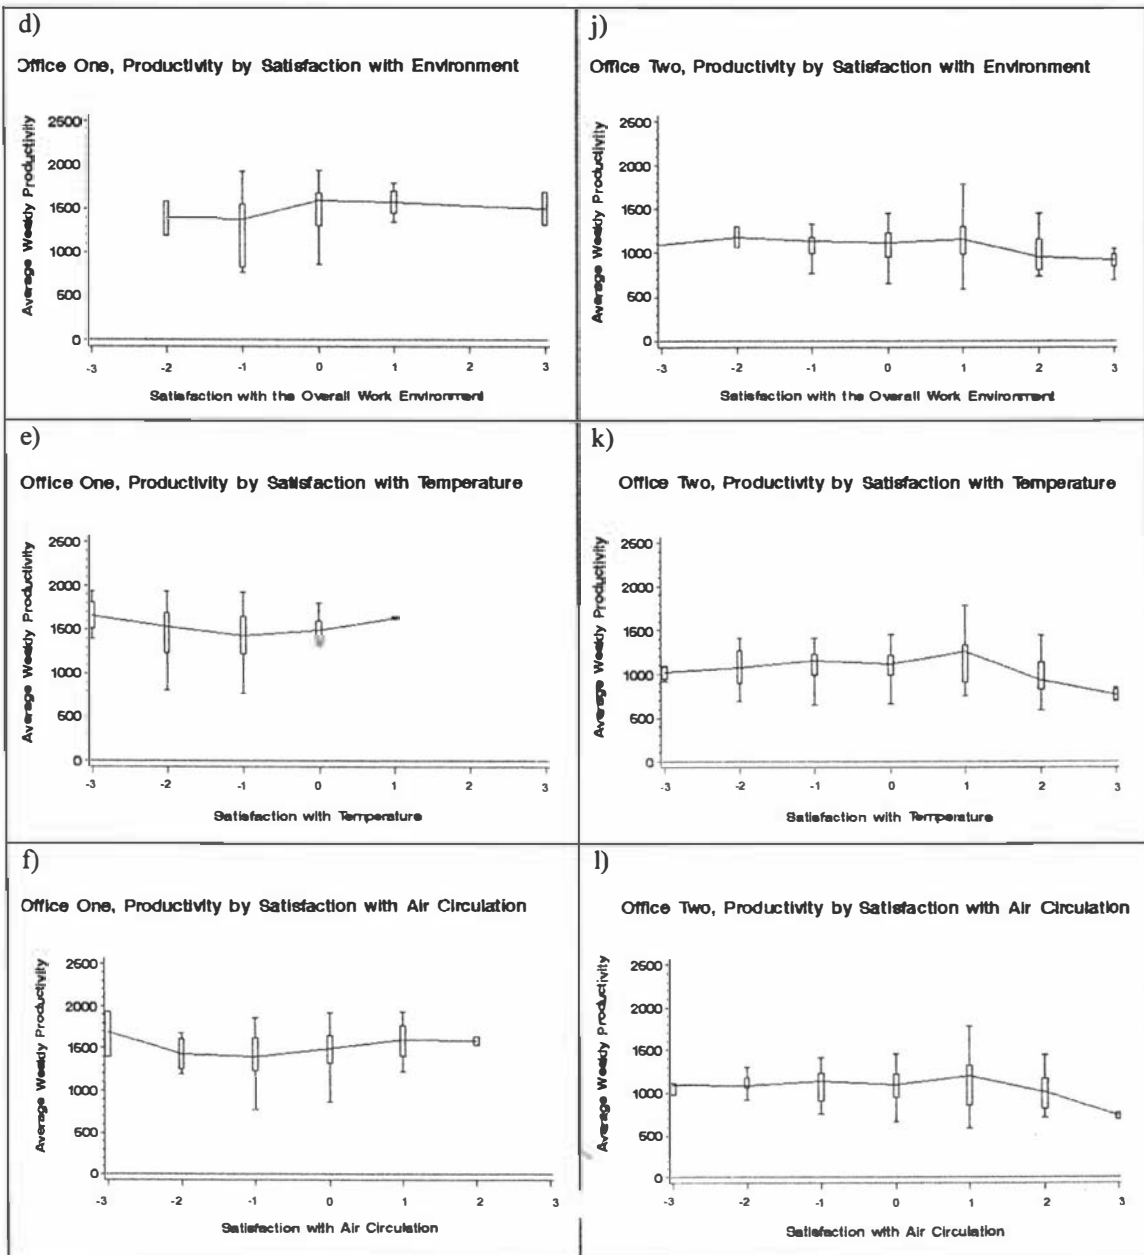 d)
Office One, Productivity by Satisfaction with Environment
Average Weekly Productivity
2500
2000
1500
1000
500
0
-3 -2 -1 0 1 2 3
Satisfaction with the Overall Work Environment
j)
Office Two, Productivity by Satisfaction with Environment
Average Weekly Productivity
2500
2000
1500
1000
500
0
-3 -2 -1 0 1 2 3
Satisfaction with the Overall Work Environment
e)
Office One, Productivity by Satisfaction with Temperature
Average Weekly Productivity
2500
2000
1500
1000
500
0
-3 -2 -1 0 1 2 3
Satisfaction with Temperature
k)
Office Two, Productivity by Satisfaction with Temperature
Average Weekly Productivity
2500
2000
1500
1000
500
0
-3 -2 -1 0 1 2 3
Satisfaction with Temperature
f)
Office One, Productivity by Satisfaction with Air Circulation
Average Weekly Productivity
2500
2000
1500
1000
500
0
-3 -2 -1 0 1 2 3
Satisfaction with Air Circulation
l)
Office Two, Productivity by Satisfaction with Air Circulation
Average Weekly Productivity
2500
2000
1500
1000
500
0
-3 -2 -1 0 1 2 3
Satisfaction with Air Circulation